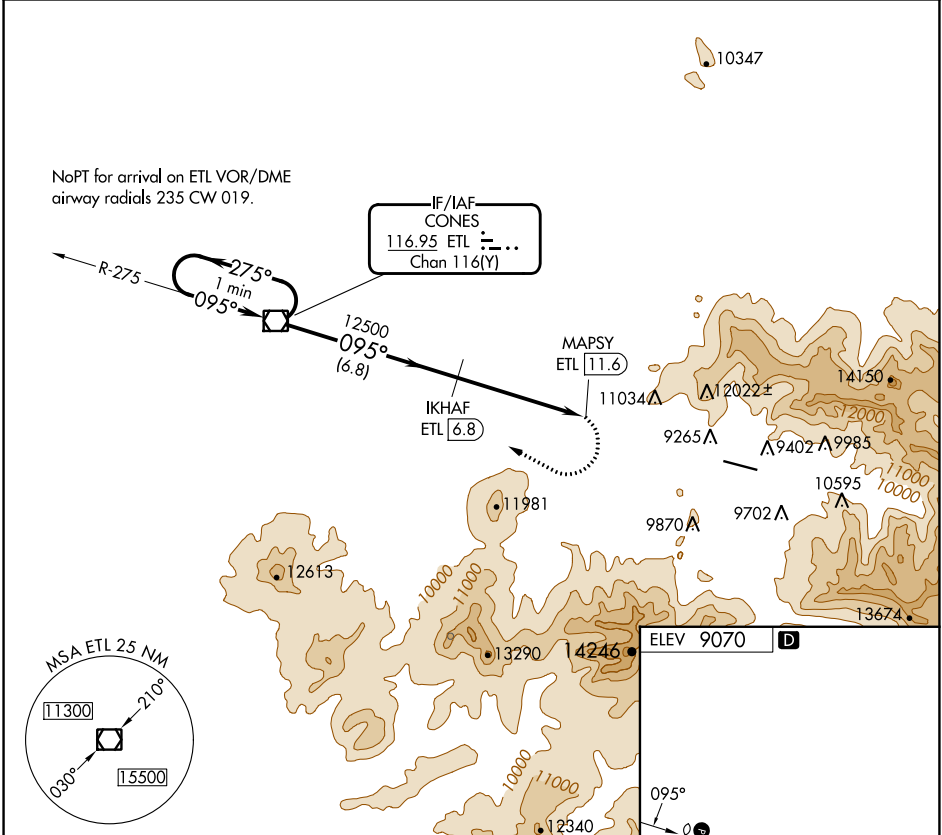 10347
NoPT for arrival on ETL VOR/DME
airway radials 235 CW 019.
IF/IAF
CONES
116.95 ETL
Chan 116(Y)
R-275
275°
1 min
095°
12500
095°
(6.8)
IKHAF
ETL 6.8
MAPSY
ETL 11.6
11034
12022±
14150
12000
9265
9402
9985
11000
10000
10595
9870
9702
11981
12613
10000
11000
13290
14246
13674
ELEV 9070 D
MSA ETL 25 NM
11300
210°
030°
15500
10000
11000
12340
095°
P